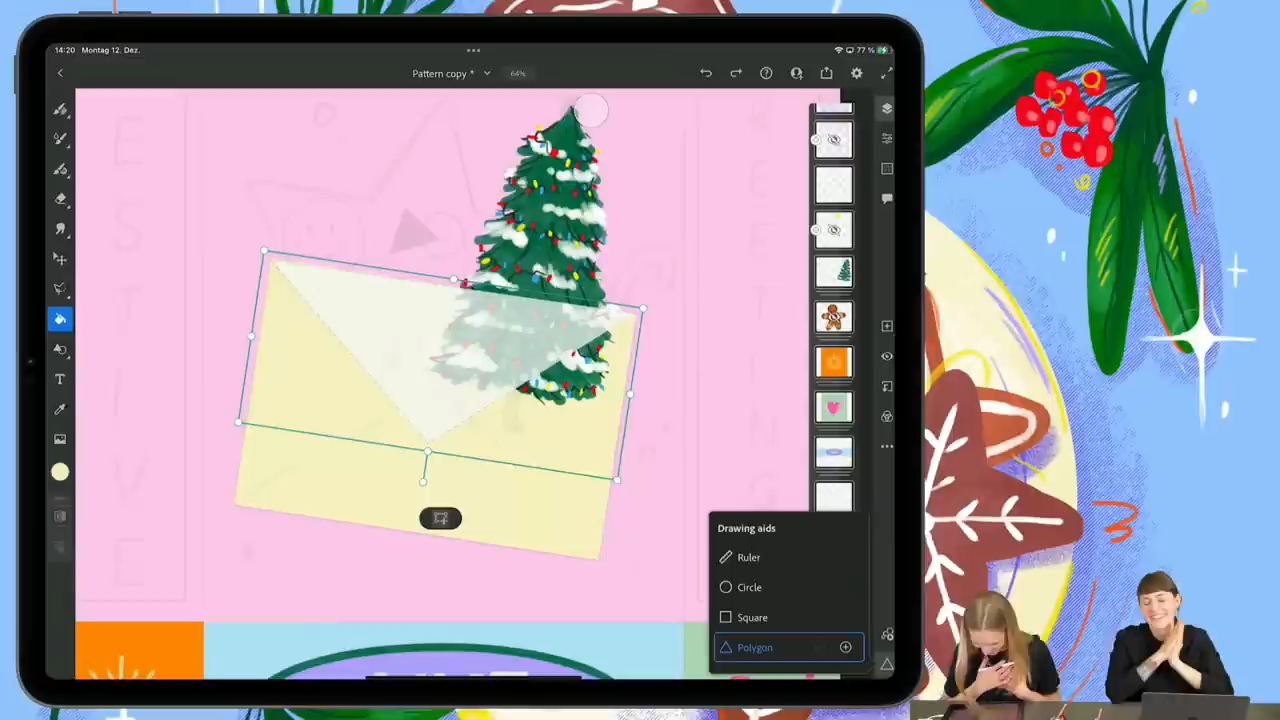 14:20 Montag 12. Dez.
77 %
Pattern copy *
64%
T
Drawing aids
Ruler
Circle
Square
Polygon